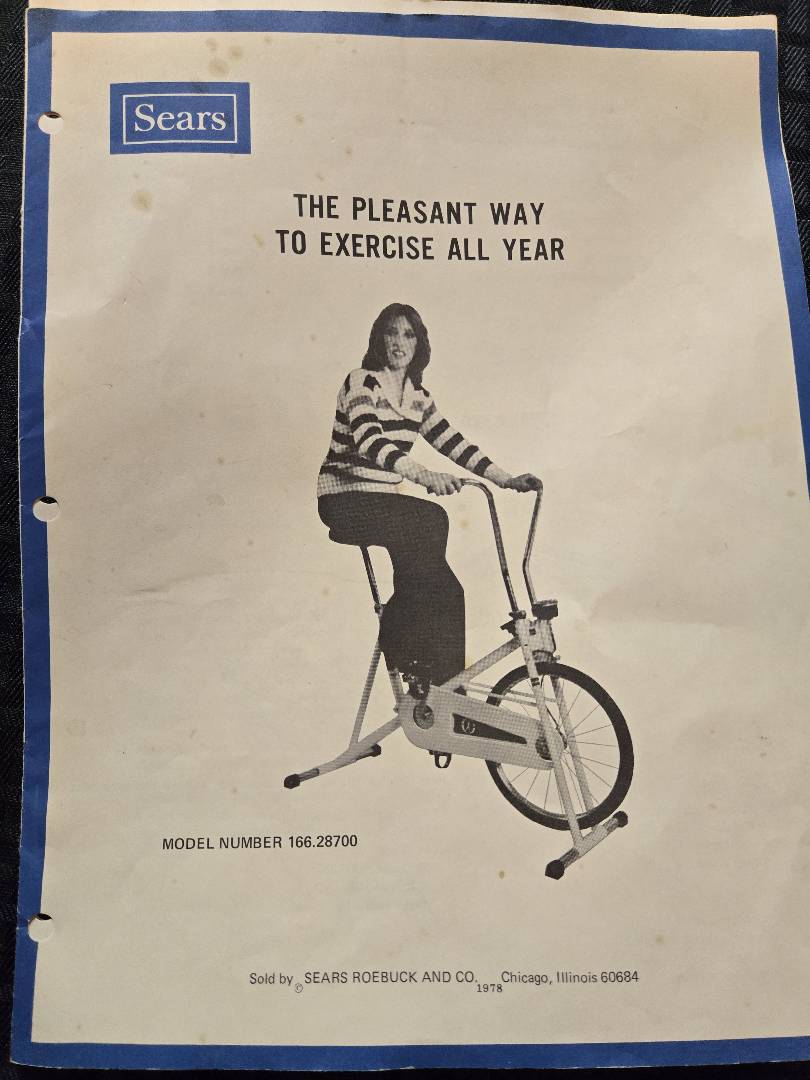 Sears
THE PLEASANT WAY
TO EXERCISE ALL YEAR
MODEL NUMBER 166.28700
Sold by SEARS ROEBUCK AND CO. Chicago, Illinois 60684
© 1978